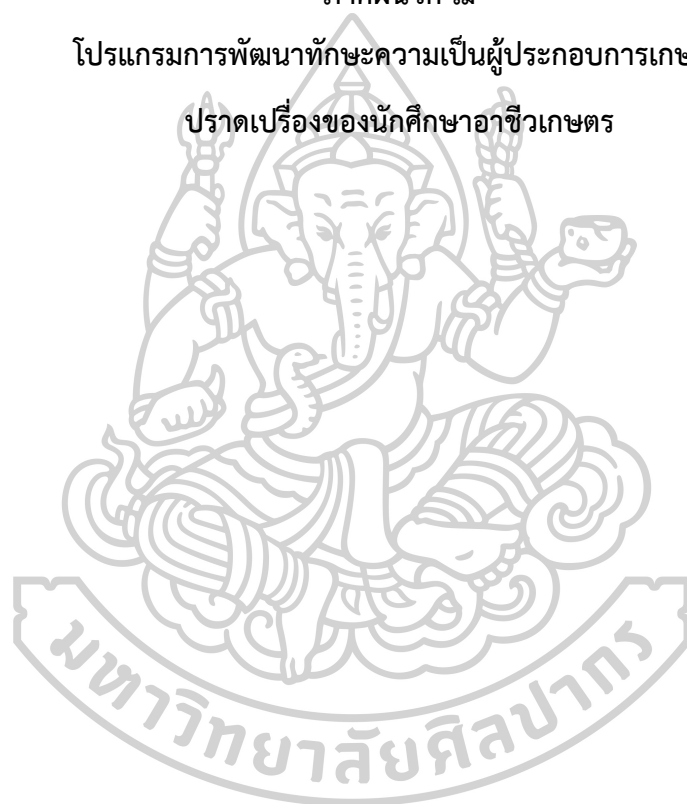 โปรแกรมการพัฒนาทักษะความเป็นผู้ประกอบการเกษ
ปราดเปรื่องของนักศึกษาอาชีวเกษตร
มหาวิทยาลัยศิลปากร